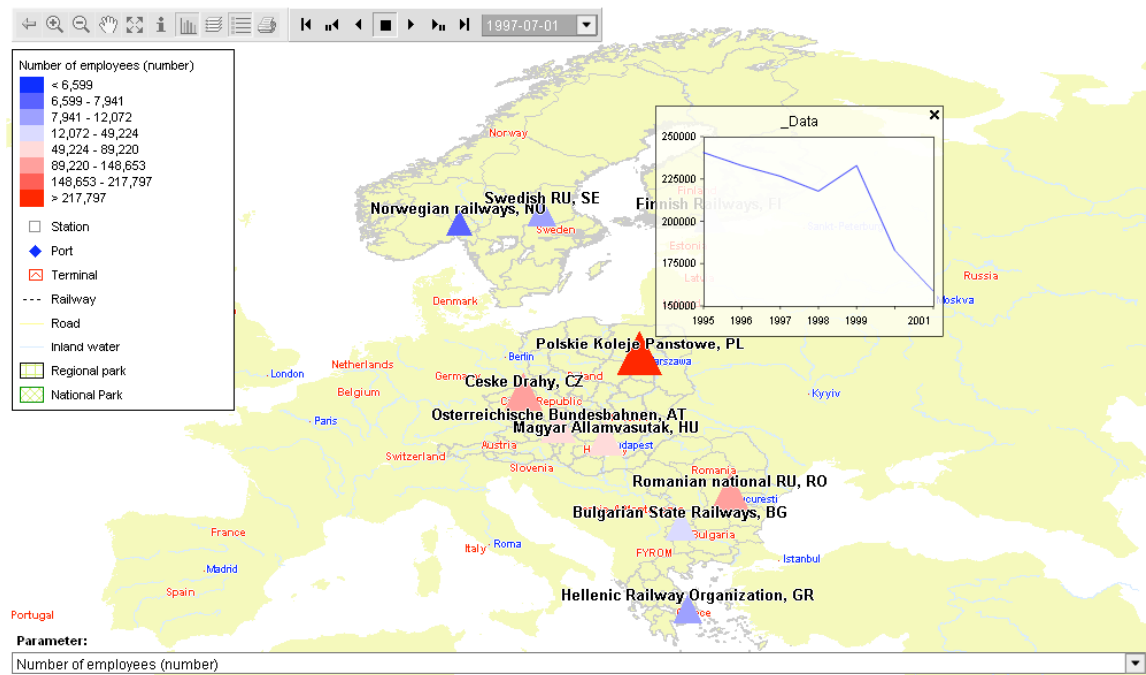 1997-07-01
Number of employees (number)
< 6,599
6,599 - 7,941
7,941 - 12,072
12,072 - 49,224
49,224 - 89,220
89,220 - 148,653
148,653 - 217,797
> 217,797
Station
Port
Terminal
Railway
Road
Inland water
Regional park
National Park
_Data
250000
225000
200000
175000
150000
1995 1996 1997 1998 1999 2001
Norway
Swedish RU, SE
Norwegian railways, NO
Sweden
Finland
Finnish Railways, FI
Sankt-Peterburg
Russia
Moskva
Denmark
Polskie Koleje Panstowe, PL
Berlin
Netherlands
London
Belgium
Ceske Drahy, CZ
Kyyiv
Osterreichische Bundesbahnen, AT
Paris
Magyar Allamvasutak, HU
Austria
Switzerland
Slovenia
Romania
Romanian national RU, RO
Bulgarian State Railways, BG
France
Bulgaria
Italy
Roma
FYROM
Istanbul
Madrid
Spain
Hellenic Railway Organization, GR
Portugal
Parameter:
Number of employees (number)